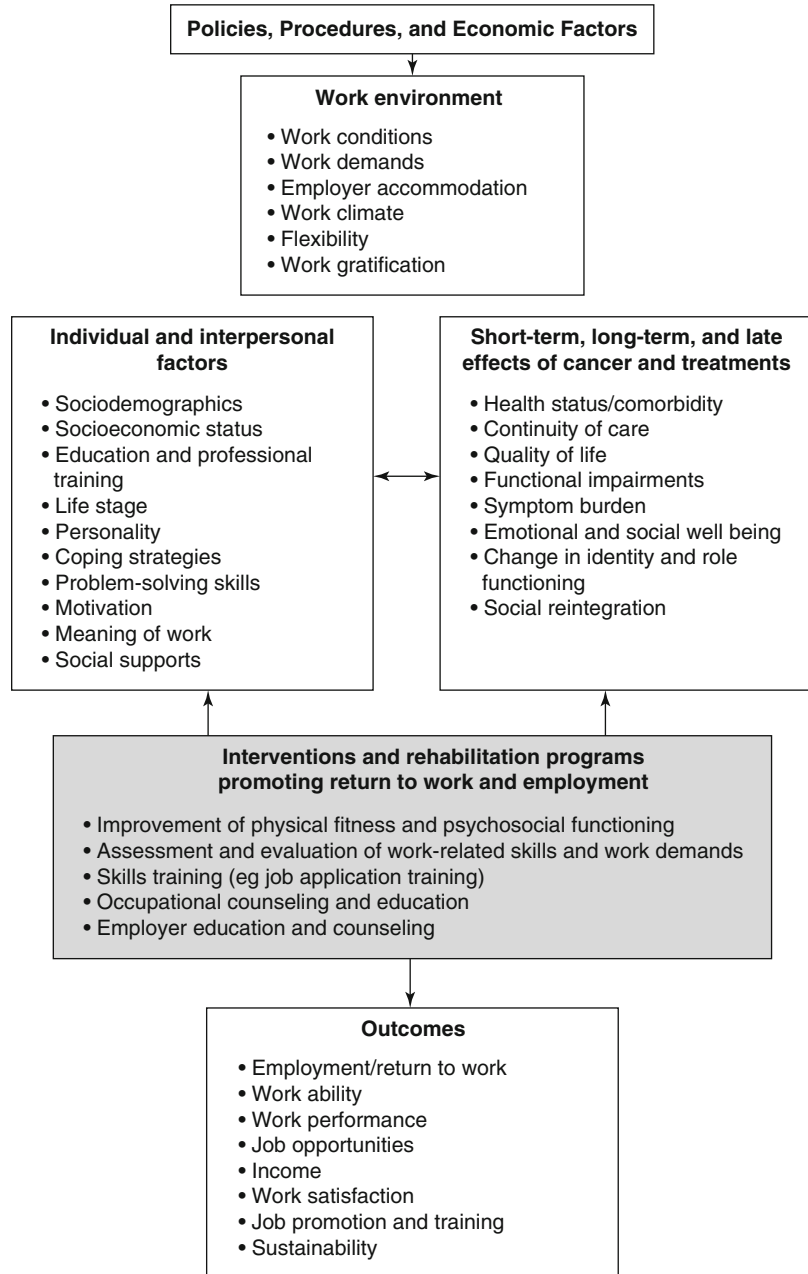 Policies, Procedures, and Economic Factors
Work environment
• Work conditions
• Work demands
• Employer accommodation
• Work climate
• Flexibility
• Work gratification
Individual and interpersonal
factors
• Sociodemographics
• Socioeconomic status
• Education and professional
training
• Life stage
• Personality
• Coping strategies
• Problem-solving skills
• Motivation
• Meaning of work
• Social supports
Short-term, long-term, and late
effects of cancer and treatments
• Health status/comorbidity
• Continuity of care
• Quality of life
• Functional impairments
• Symptom burden
• Emotional and social well being
• Change in identity and role
functioning
• Social reintegration
Interventions and rehabilitation programs
promoting return to work and employment
• Improvement of physical fitness and psychosocial functioning
• Assessment and evaluation of work-related skills and work demands
• Skills training (eg job application training)
• Occupational counseling and education
• Employer education and counseling
Outcomes
• Employment/return to work
• Work ability
• Work performance
• Job opportunities
• Income
• Work satisfaction
• Job promotion and training
• Sustainability